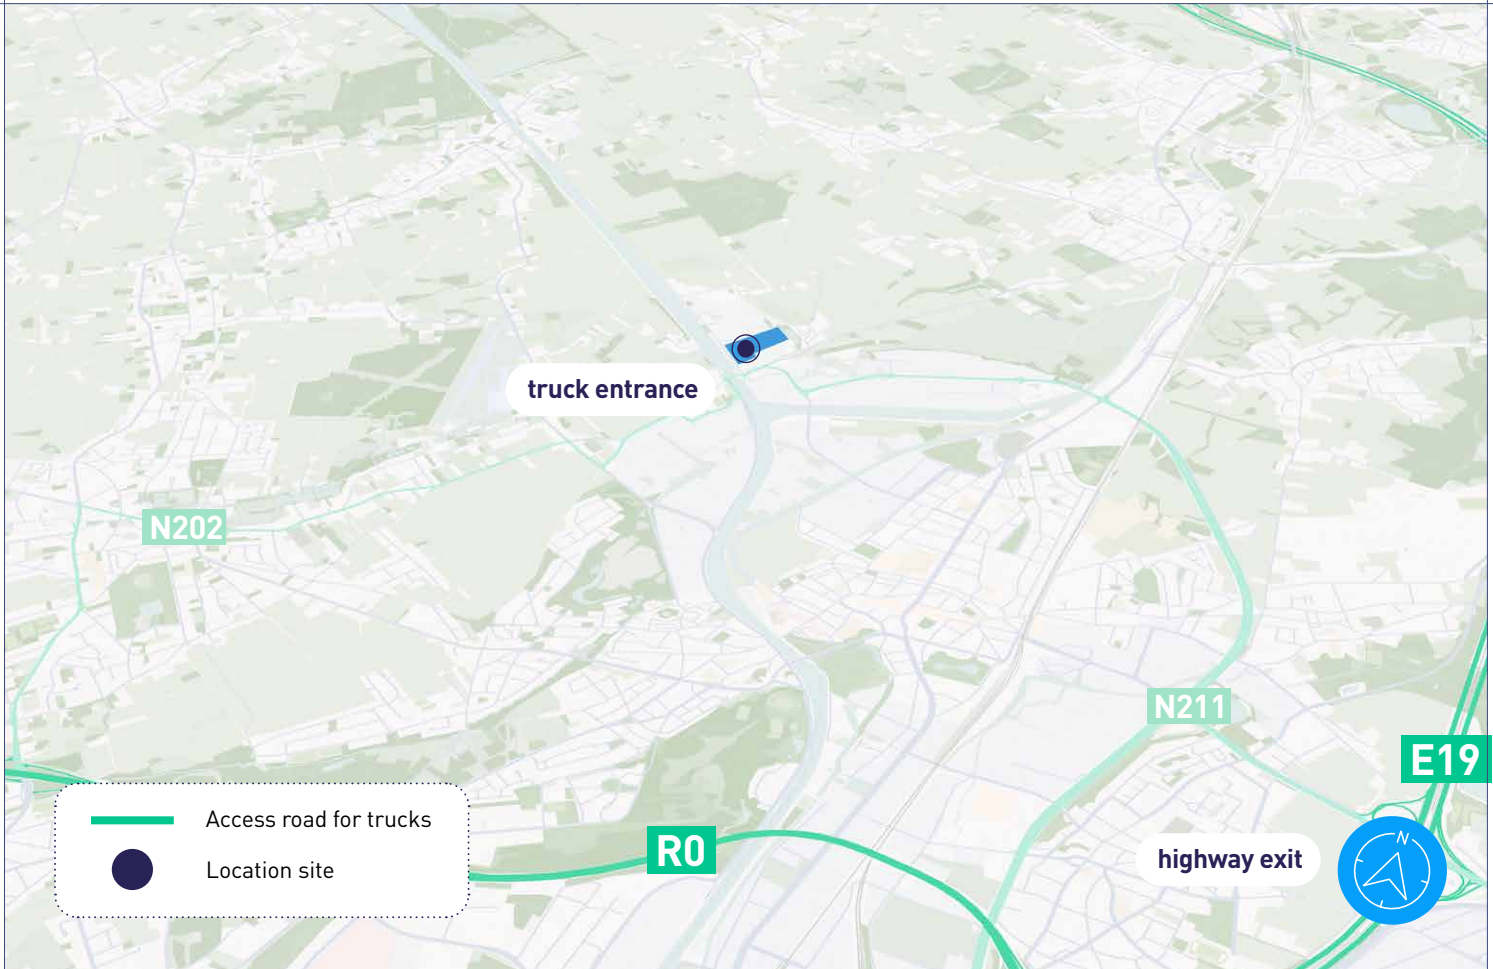 truck entrance
N202
N211
E19
Access road for trucks
R0
N
highway exit
Location site